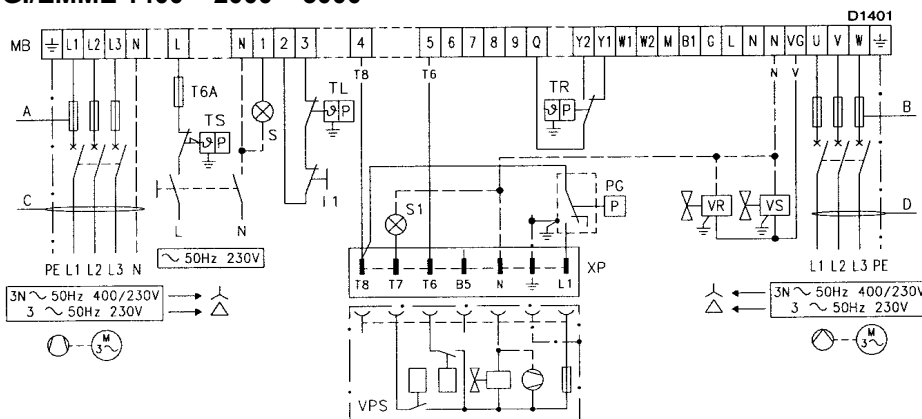 D1401
MB L1 L2 L3 N L N 1 2 3 4 5 6 7 8 9 Q Y2 Y1 W1 W2 M B1 G L N N VG U V W
T8 T6 N V
A T6A TS ϑ P S TL ϑ P TR ϑ P B
I1 S1 PG P VR VS
C D
L N
PE L1 L2 L3 N
~ 50Hz 230V
XP
T8 T7 T6 B5 N L1
L1 L2 L3 PE
3N ~ 50Hz 400/230V
3 ~ 50Hz 230V
3N ~ 50Hz 400/230V
3 ~ 50Hz 230V
M 3~
M 3~
VPS